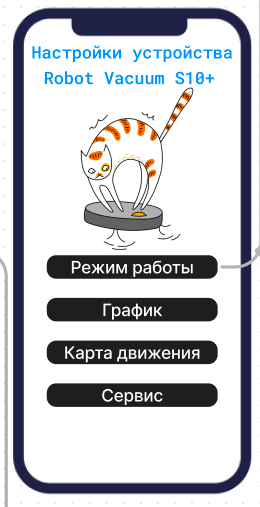 Настройки устройства
Robot Vacuum S10+
Режим работы
График
Карта движения
Сервис